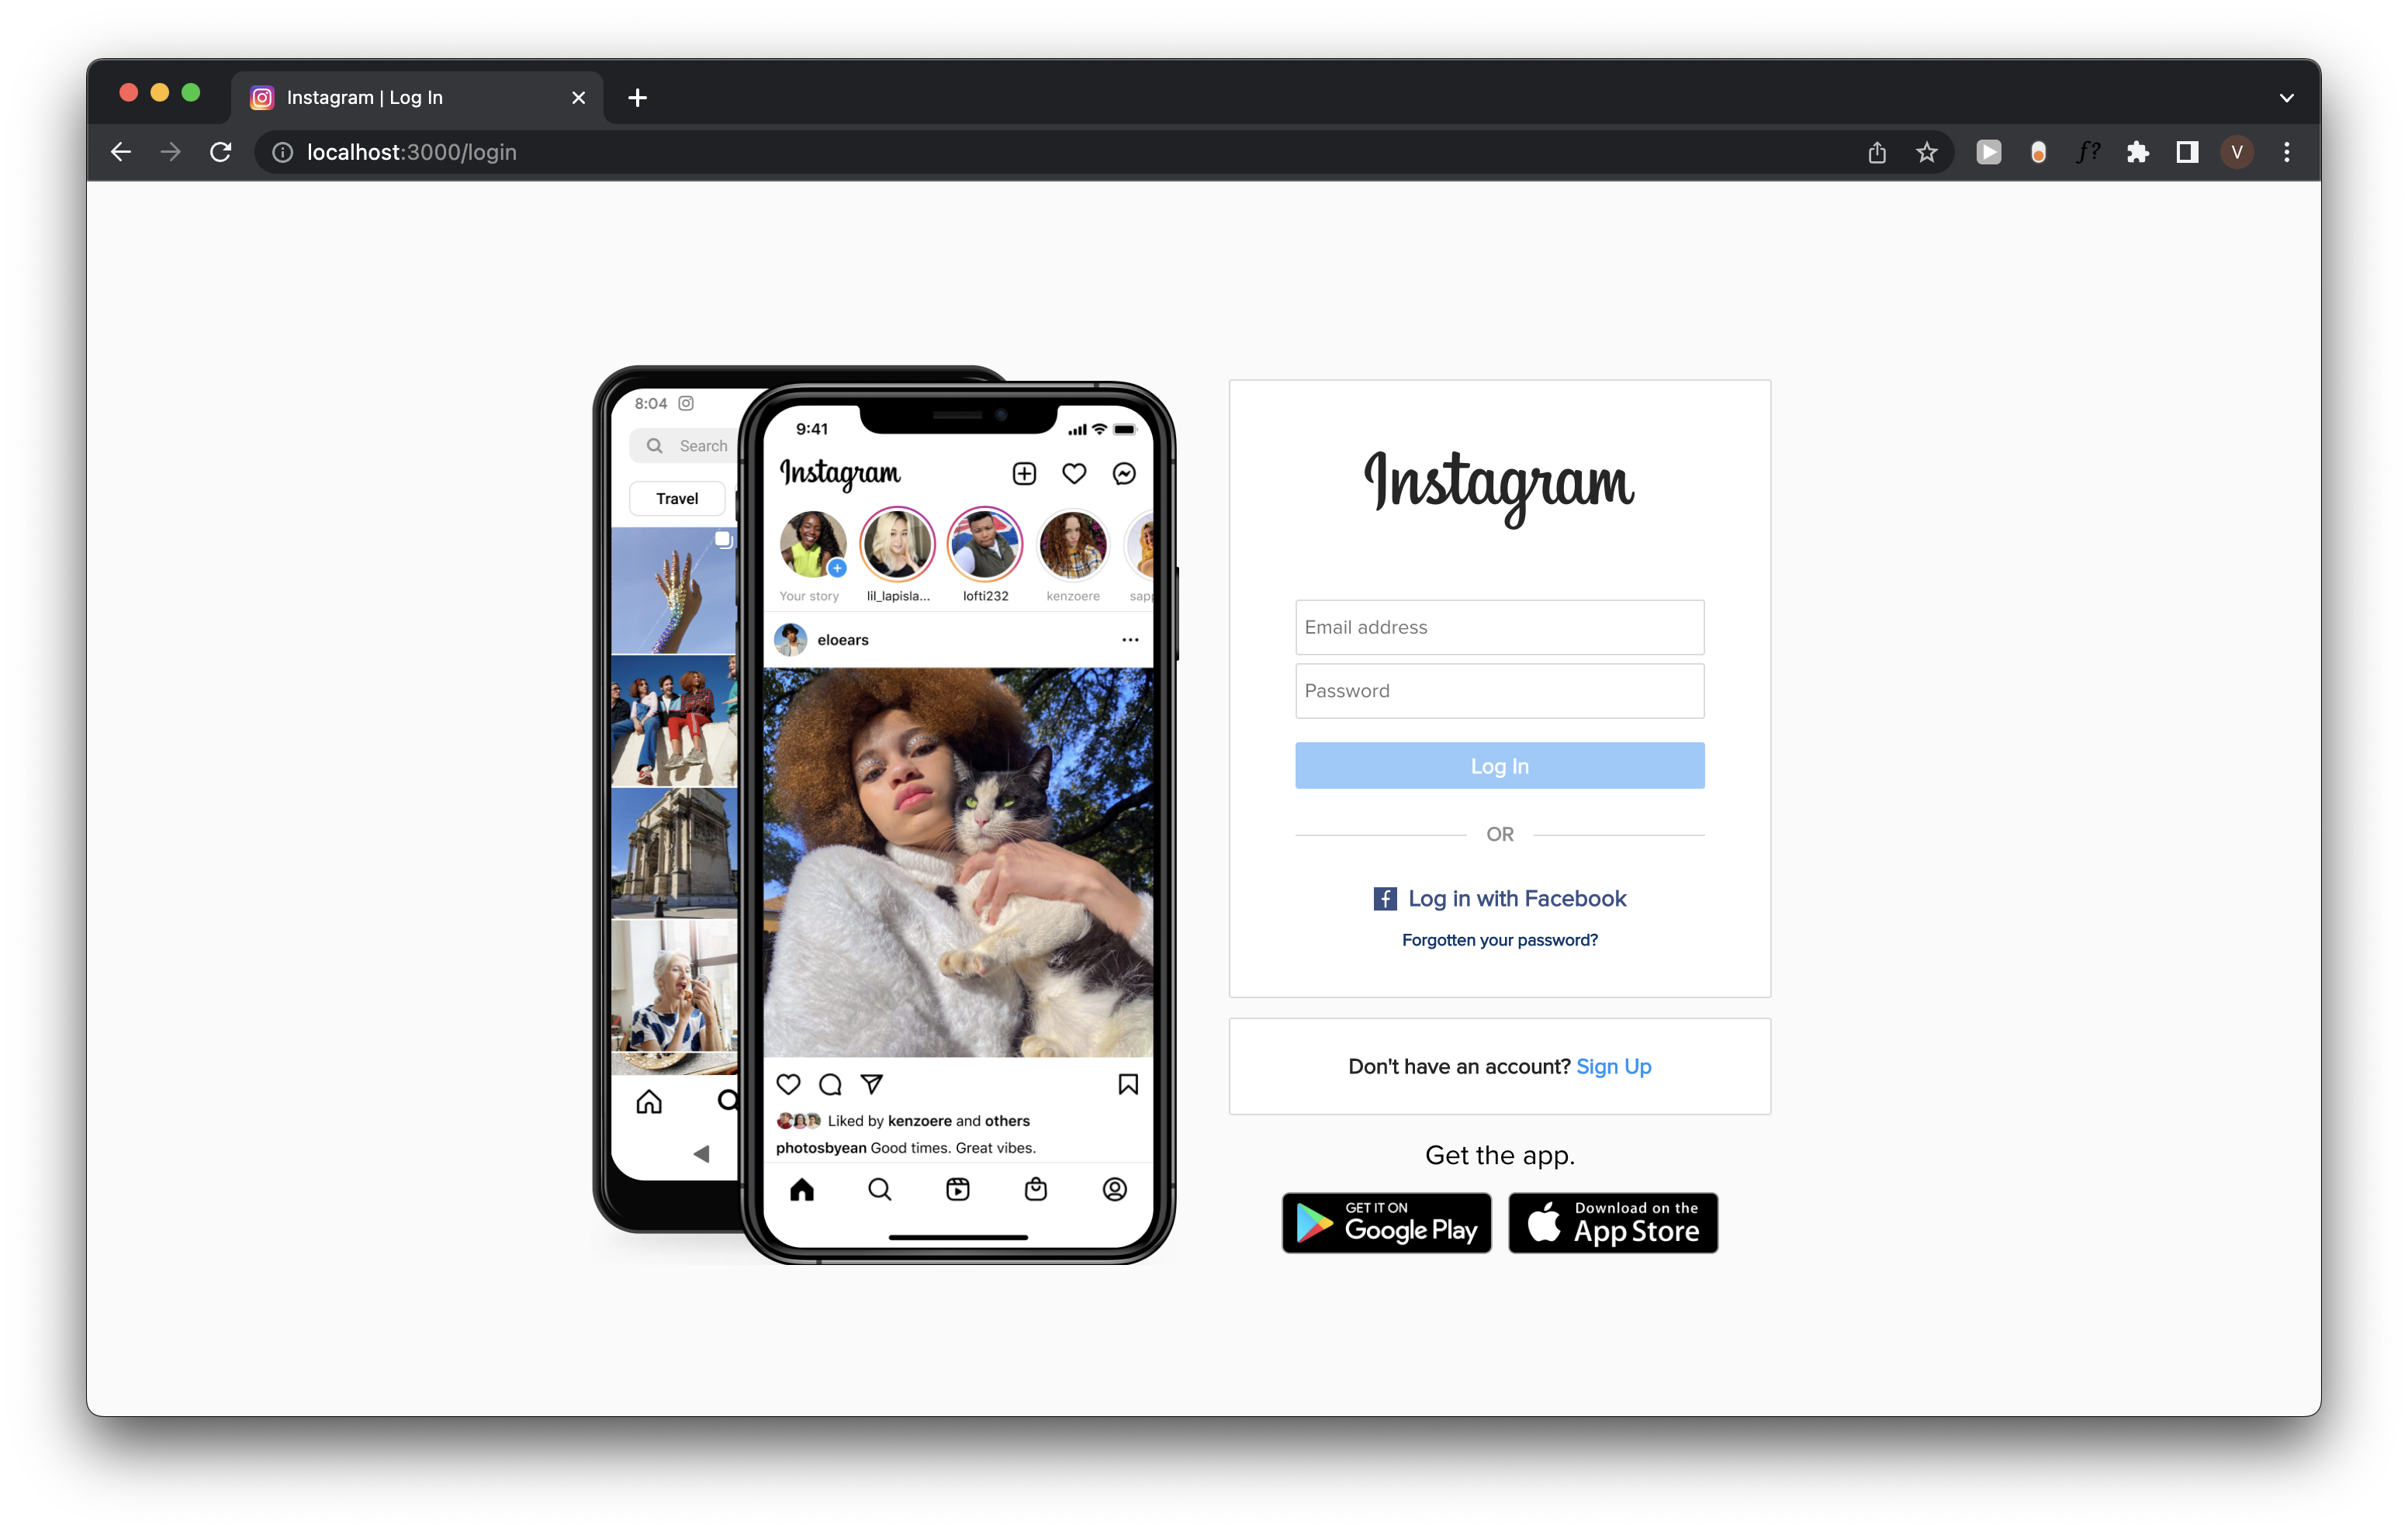 Instagram | Log In
localhost:3000/login
f?
V
8:04
Search
Travel
9:41
Instagram
Your story
lil_lapisla...
lofti232
kenzoere
sapp
eloears
Liked by kenzoere and others
photosbyean Good times. Great vibes.
Instagram
Email address
Password
Log In
OR
Log in with Facebook
Forgotten your password?
Don't have an account? Sign Up
Get the app.
GET IT ON
Google Play
Download on the
App Store